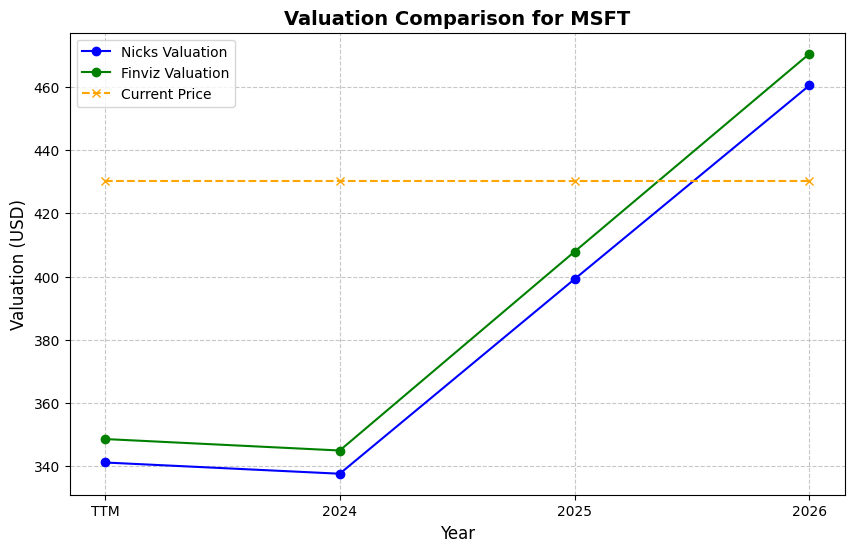 Valuation Comparison for MSFT
Nicks Valuation
Finviz Valuation
Current Price
Valuation (USD)
460
440
420
400
380
360
340
TTM
2024
2025
2026
Year